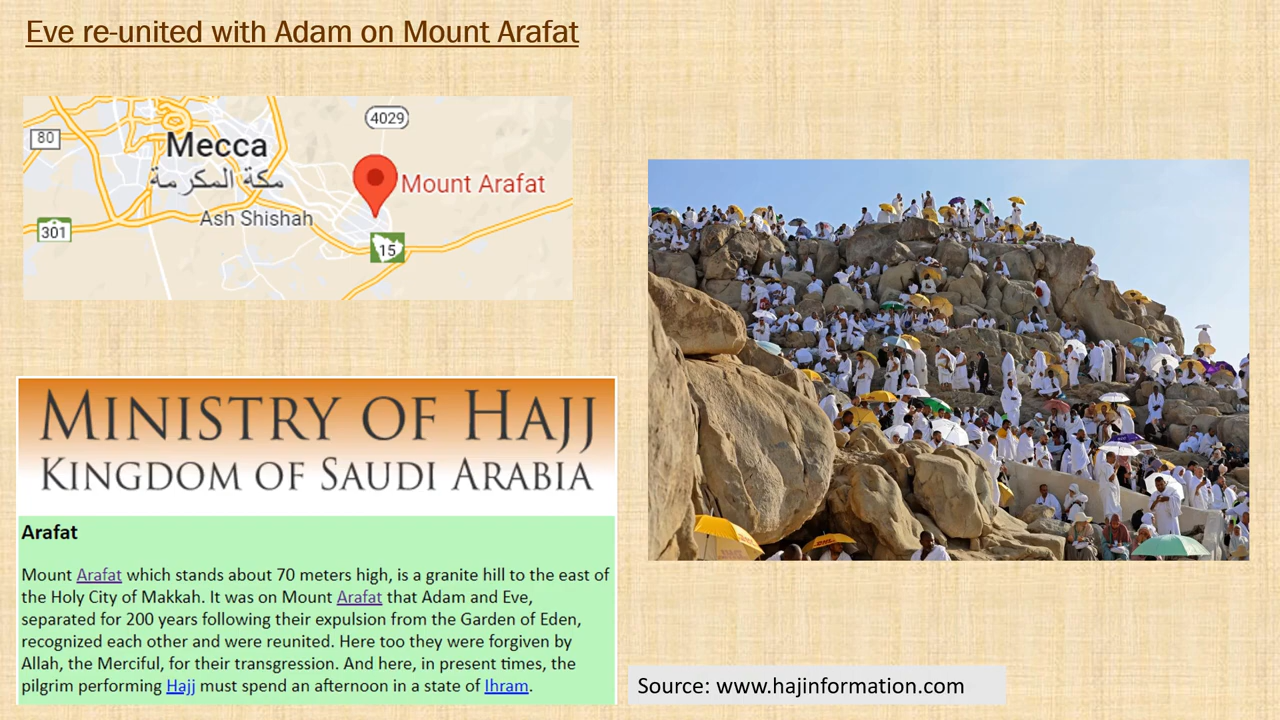 Eve re-united with Adam on Mount Arafat
4029
80
Mecca
مكة المكرمة
Mount Arafat
Ash Shishah
301
15
MINISTRY OF HAJJ
KINGDOM OF SAUDI ARABIA
Arafat
Mount Arafat which stands about 70 meters high, is a granite hill to the east of
the Holy City of Makkah. It was on Mount Arafat that Adam and Eve,
separated for 200 years following their expulsion from the Garden of Eden,
recognized each other and were reunited. Here too they were forgiven by
Allah, the Merciful, for their transgression. And here, in present times, the
pilgrim performing Hajj must spend an afternoon in a state of Ihram.
DHL
Source: www.hajinformation.com